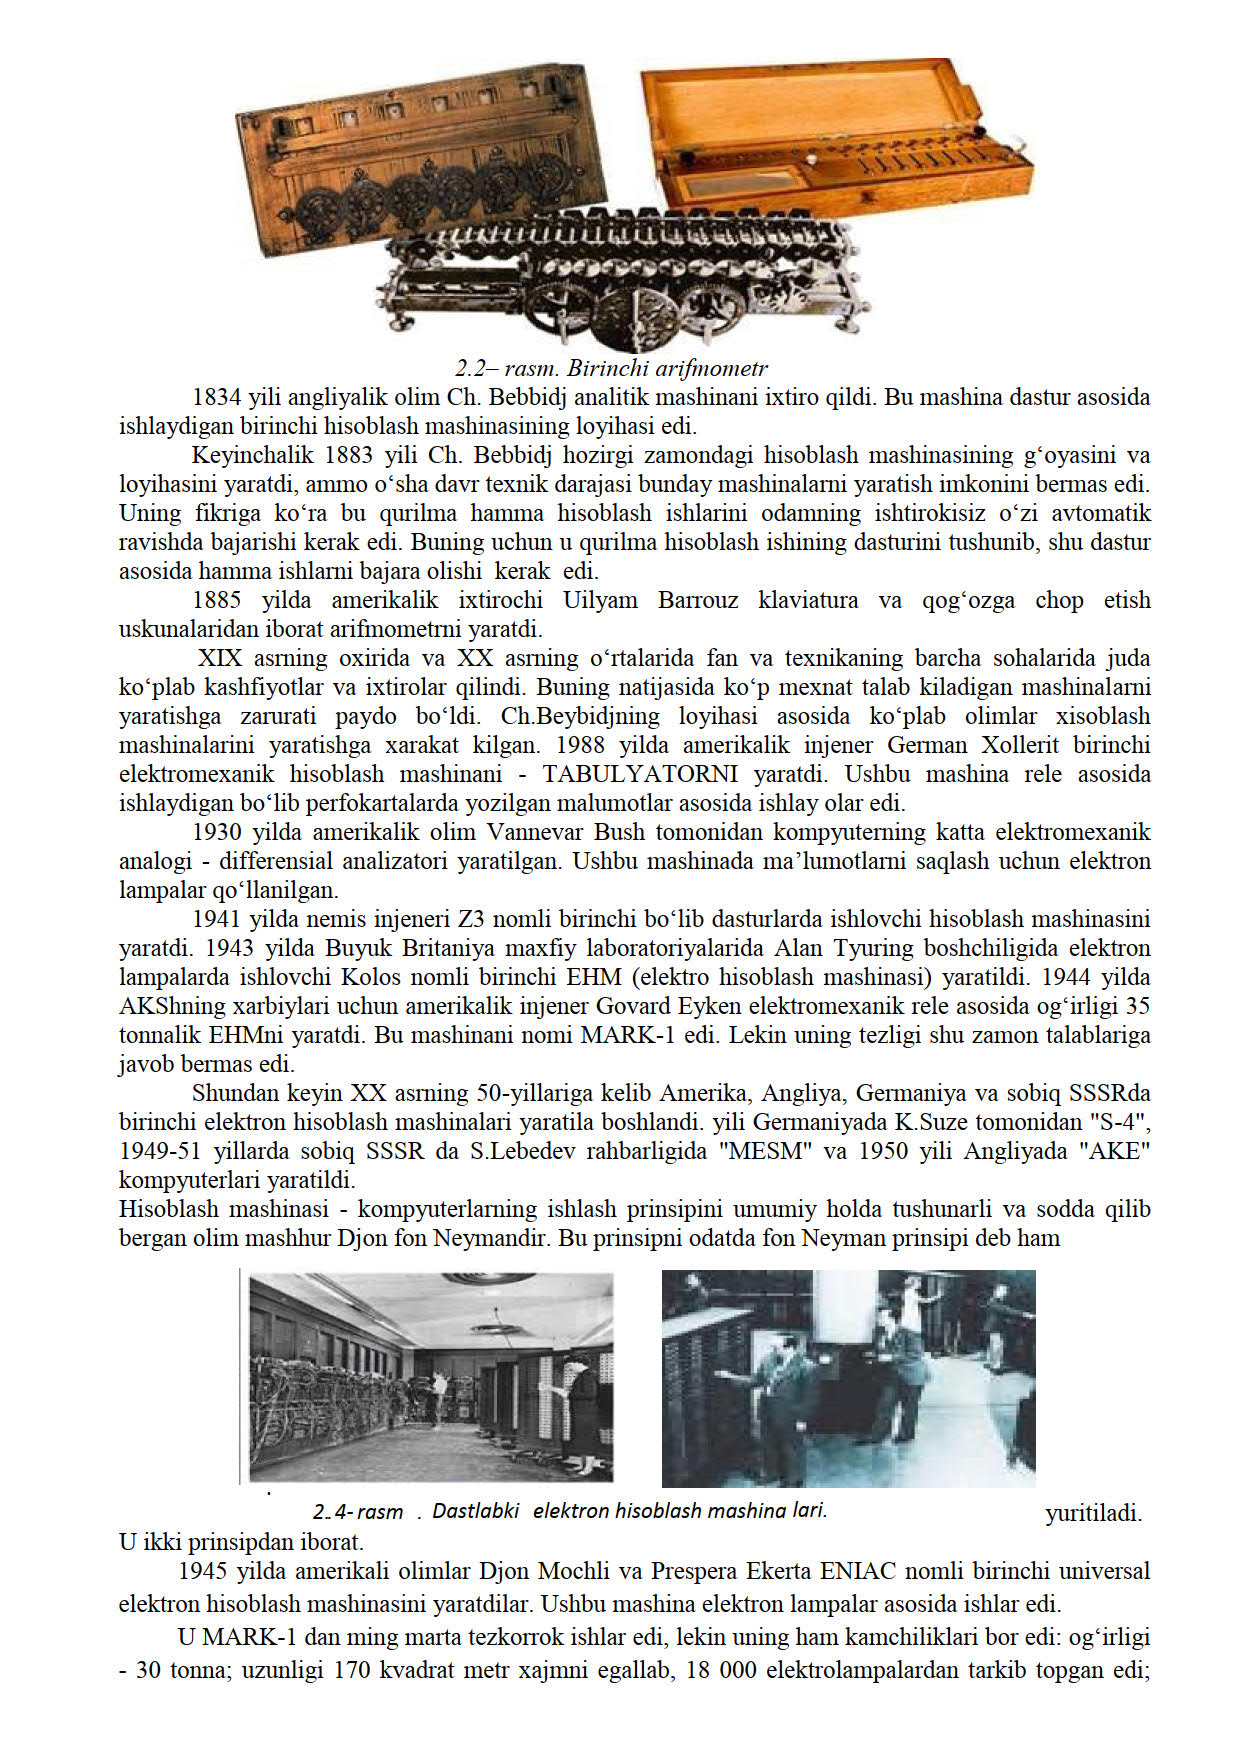 2.2– rasm. Birinchi arifmometr
1834 yili angliyalik olim Ch. Bebbidj analitik mashinani ixtiro qildi. Bu mashina dastur asosida
ishlaydigan birinchi hisoblash mashinasining loyihasi edi.
Keyinchalik 1883 yili Ch. Bebbidj hozirgi zamondagi hisoblash mashinasining g‘oyasini va
loyihasini yaratdi, ammo o‘sha davr texnik darajasi bunday mashinalarni yaratish imkonini bermas edi.
Uning fikriga ko‘ra bu qurilma hamma hisoblash ishlarini odamning ishtirokisiz o‘zi avtomatik
ravishda bajarishi kerak edi. Buning uchun u qurilma hisoblash ishining dasturini tushunib, shu dastur
asosida hamma ishlarni bajara olishi kerak edi.
1885 yilda amerikalik ixtirochi Uilyam Barrouz klaviatura va qog‘ozga chop etish
uskunalaridan iborat arifmometrni yaratdi.
XIX asrning oxirida va XX asrning o‘rtalarida fan va texnikaning barcha sohalarida juda
ko‘plab kashfiyotlar va ixtirolar qilindi. Buning natijasida ko‘p mexnat talab kiladigan mashinalarni
yaratishga zarurati paydo bo‘ldi. Ch.Beybidjning loyihasi asosida ko‘plab olimlar xisoblash
mashinalarini yaratishga xarakat kilgan. 1988 yilda amerikalik injener German Xollerit birinchi
elektromexanik hisoblash mashinani - TABULYATORNI yaratdi. Ushbu mashina rele asosida
ishlaydigan bo‘lib perfokartalarda yozilgan malumotlar asosida ishlay olar edi.
1930 yilda amerikalik olim Vannevar Bush tomonidan kompyuterning katta elektromexanik
analogi - differensial analizatori yaratilgan. Ushbu mashinada ma’lumotlarni saqlash uchun elektron
lampalar qo‘llanilgan.
1941 yilda nemis injeneri Z3 nomli birinchi bo‘lib dasturlarda ishlovchi hisoblash mashinasini
yaratdi. 1943 yilda Buyuk Britaniya maxfiy laboratoriyalarida Alan Tyuring boshchiligida elektron
lampalarda ishlovchi Kolos nomli birinchi EHM (elektro hisoblash mashinasi) yaratildi. 1944 yilda
AKShning xarbiylari uchun amerikalik injener Govard Eyken elektromexanik rele asosida og‘irligi 35
tonnalik EHMni yaratdi. Bu mashinani nomi MARK-1 edi. Lekin uning tezligi shu zamon talablariga
javob bermas edi.
Shundan keyin XX asrning 50-yillariga kelib Amerika, Angliya, Germaniya va sobiq SSSRda
birinchi elektron hisoblash mashinalari yaratila boshlandi. yili Germaniyada K.Suze tomonidan "S-4",
1949-51 yillarda sobiq SSSR da S.Lebedev rahbarligida "MESM" va 1950 yili Angliyada "AKE"
kompyuterlari yaratildi.
Hisoblash mashinasi - kompyuterlarning ishlash prinsipini umumiy holda tushunarli va sodda qilib
bergan olim mashhur Djon fon Neymandir. Bu prinsipni odatda fon Neyman prinsipi deb ham
2..4- rasm . Dastlabki elektron hisoblash mashina lari. yuritiladi.
U ikki prinsipdan iborat.
1945 yilda amerikali olimlar Djon Mochli va Prespera Ekerta ENIAC nomli birinchi universal
elektron hisoblash mashinasini yaratdilar. Ushbu mashina elektron lampalar asosida ishlar edi.
U MARK-1 dan ming marta tezkorrok ishlar edi, lekin uning ham kamchiliklari bor edi: og‘irligi
- 30 tonna; uzunligi 170 kvadrat metr xajmni egallab, 18 000 elektrolampalardan tarkib topgan edi;